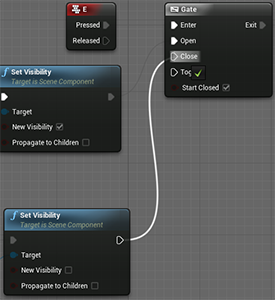 E
Pressed
Released
Gate
Enter
Exit
Open
Close
Tog
Start Closed
Set Visibility
Target is Scene Component
Target
New Visibility
Propagate to Children
Set Visibility
Target is Scene Component
Target
New Visibility
Propagate to Children